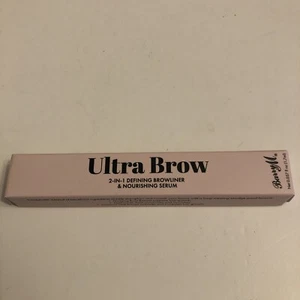 Ultra Brow
2-IN-1 DEFINING BROWLINER
& NOURISHING SERUM
Barry M.